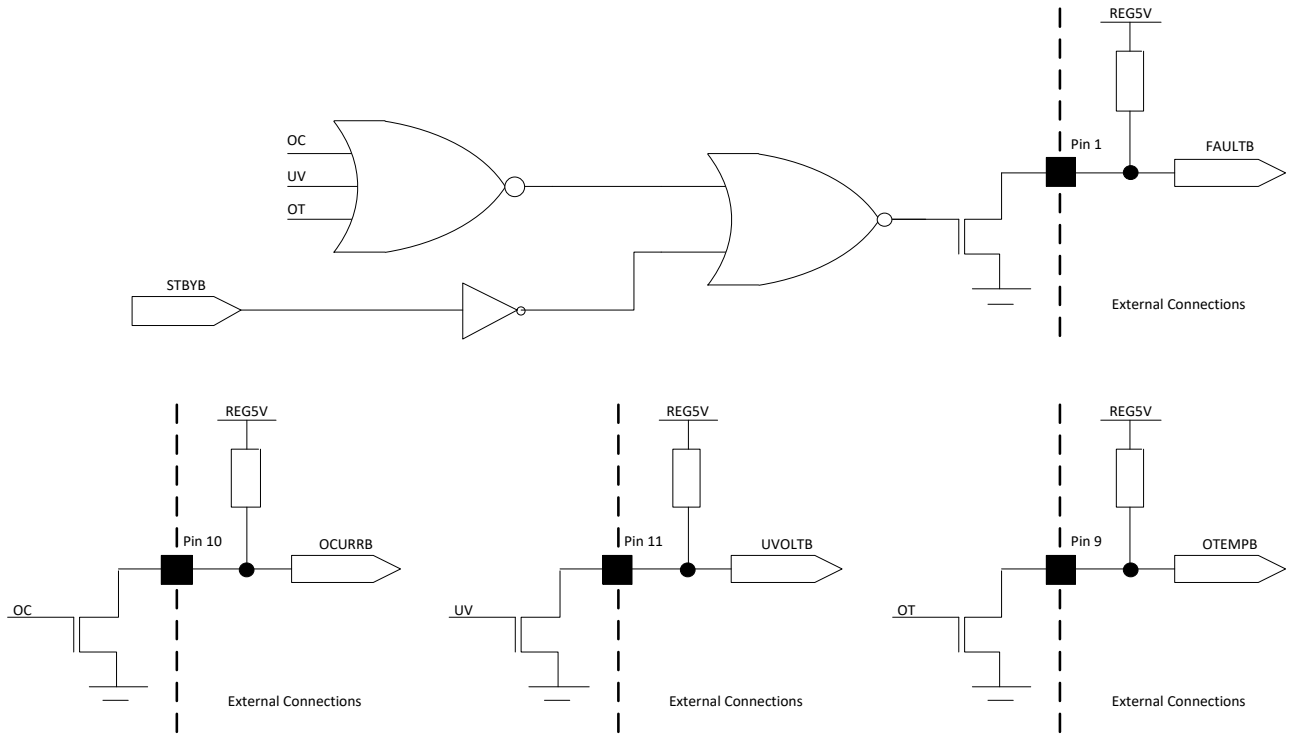 REG5V
Pin 1
FAULTB
OC
UV
OT
STBYB
External Connections
REG5V
Pin 10
OCURRB
OC
External Connections
REG5V
Pin 11
UVOLTB
UV
External Connections
REG5V
Pin 9
OTEMPB
OT
External Connections